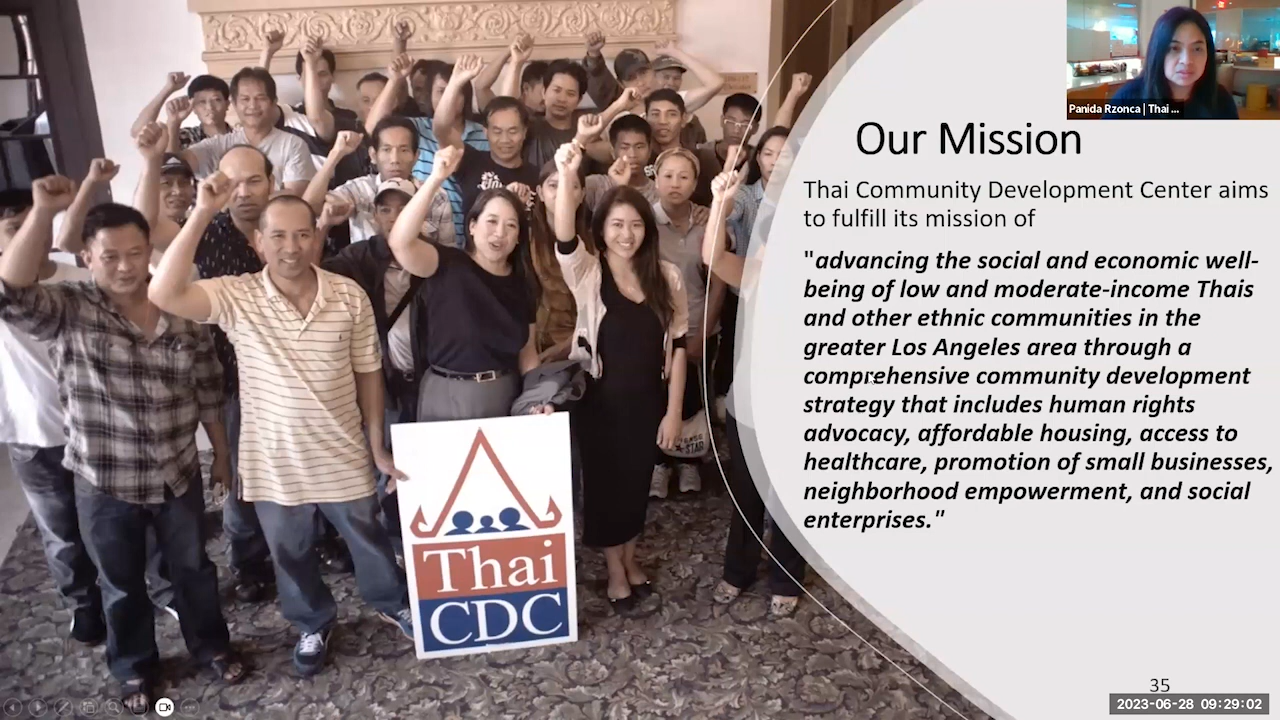 Panida Rzonca | Thai ...
Our Mission
Thai Community Development Center aims
to fulfill its mission of
"advancing the social and economic well-
being of low and moderate-income Thais
and other ethnic communities in the
greater Los Angeles area through a
comprehensive community development
strategy that includes human rights
advocacy, affordable housing, access to
healthcare, promotion of small businesses,
neighborhood empowerment, and social
enterprises."
Thai
CDC
STAR
35
2023-06-28 09:29:02